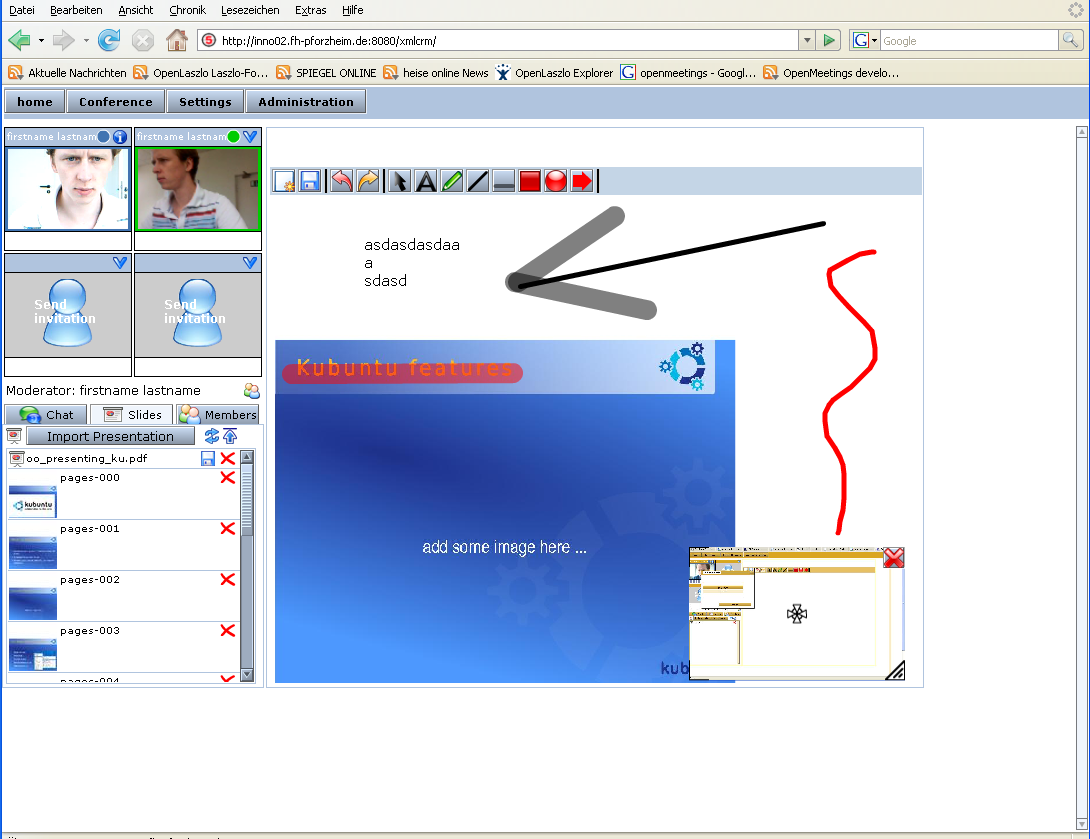 Datei Bearbeiten Ansicht Chronik Lesezeichen Extras Hilfe
http://inno02.fh-pforzheim.de:8080/xmlcrm/
Google
Aktuelle Nachrichten OpenLaszlo Laszlo-Fo... SPIEGEL ONLINE heise online News OpenLaszlo Explorer openmeetings - Googl... OpenMeetings develo...
home Conference Settings Administration
firstname lastnam firstname lastnam
asdasdasdaa
a
sdasd
Send
invitation
Send
invitation
Kubuntu features
Moderator: firstname lastname
Chat Slides Members
Import Presentation
oo_presenting_ku.pdf
pages-000
kubuntu
pages-001
pages-002
pages-003
pages-004
add some image here ...
kub